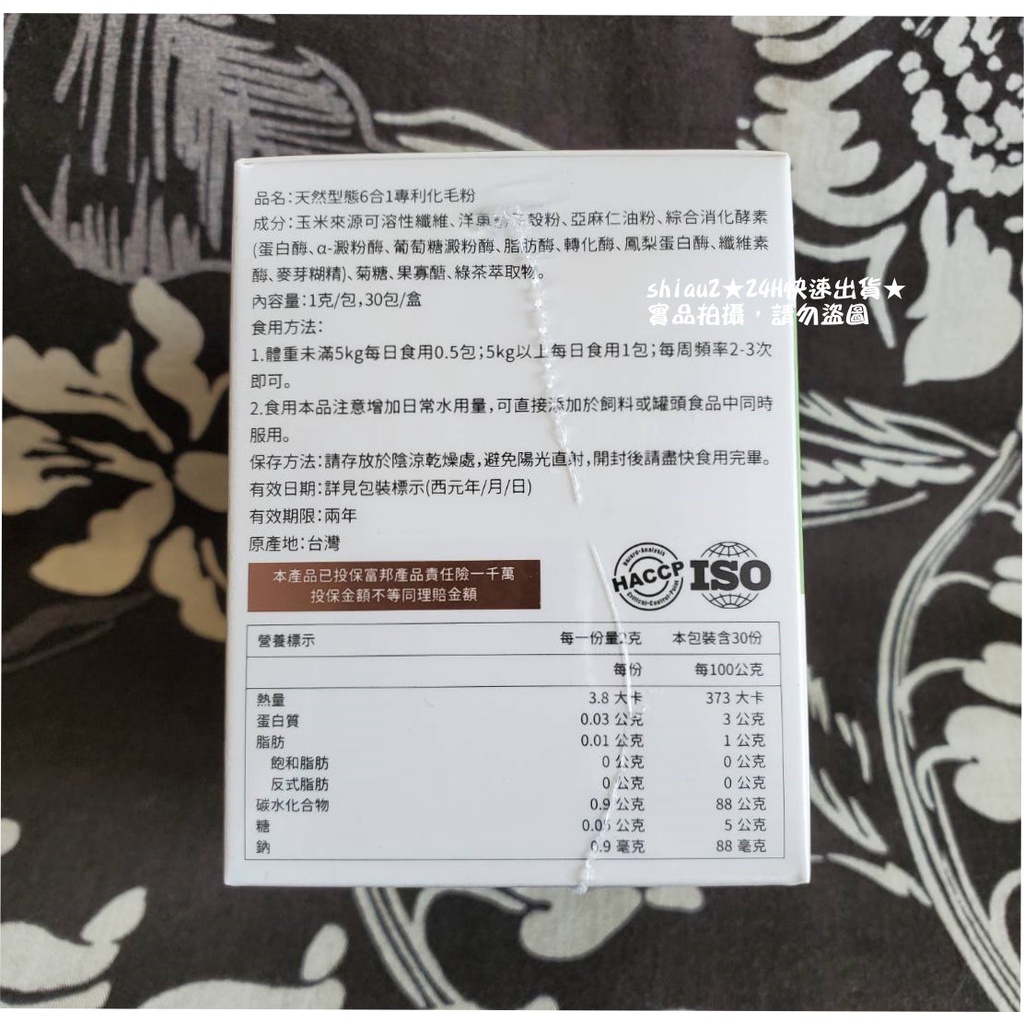 品名:天然型態6合1專利化毛粉
成分:玉米來源可溶性纖維、洋車 殼粉、亞麻仁油粉、綜合消化酵素
(蛋白酶、α-澱粉酶、葡萄糖澱粉酶、脂肪酶、轉化酶、鳳梨蛋白酶、纖維素
酶、麥芽糊精)、菊糖、果寡醣、綠茶萃取物。
內容量:1克/包,30包/盒
食用方法:
1.體重未滿5kg每日食用0.5包;5kg以上每日食用1包;每周頻率2-3次
即可。
2.食用本品注意增加日常水用量,可直接添加於飼料或罐頭食品中同時
服用。
保存方法:請存放於陰涼乾燥處,避免陽光直射,開封後請盡快食用完畢。
有效日期:詳見包裝標示(西元年/月/日)
有效期限:兩年
原產地:台灣
shiau2★24H快速出貨★
實品拍攝,請勿盜圖
本產品已投保富邦產品責任險一千萬
投保金額不等同理賠金額
Hazard-Analysis
HACCP
Critical-Control-Point
ISO
營養標示 每一份量2克 本包裝含30份
每份 每100公克
熱量 3.8 大卡 373 大卡
蛋白質 0.03 公克 3 公克
脂肪 0.01 公克 1 公克
飽和脂肪 0 公克 0 公克
反式脂肪 0 公克 0 公克
碳水化合物 0.9 公克 88 公克
糖 0.05 公克 5 公克
鈉 0.9 毫克 88 毫克